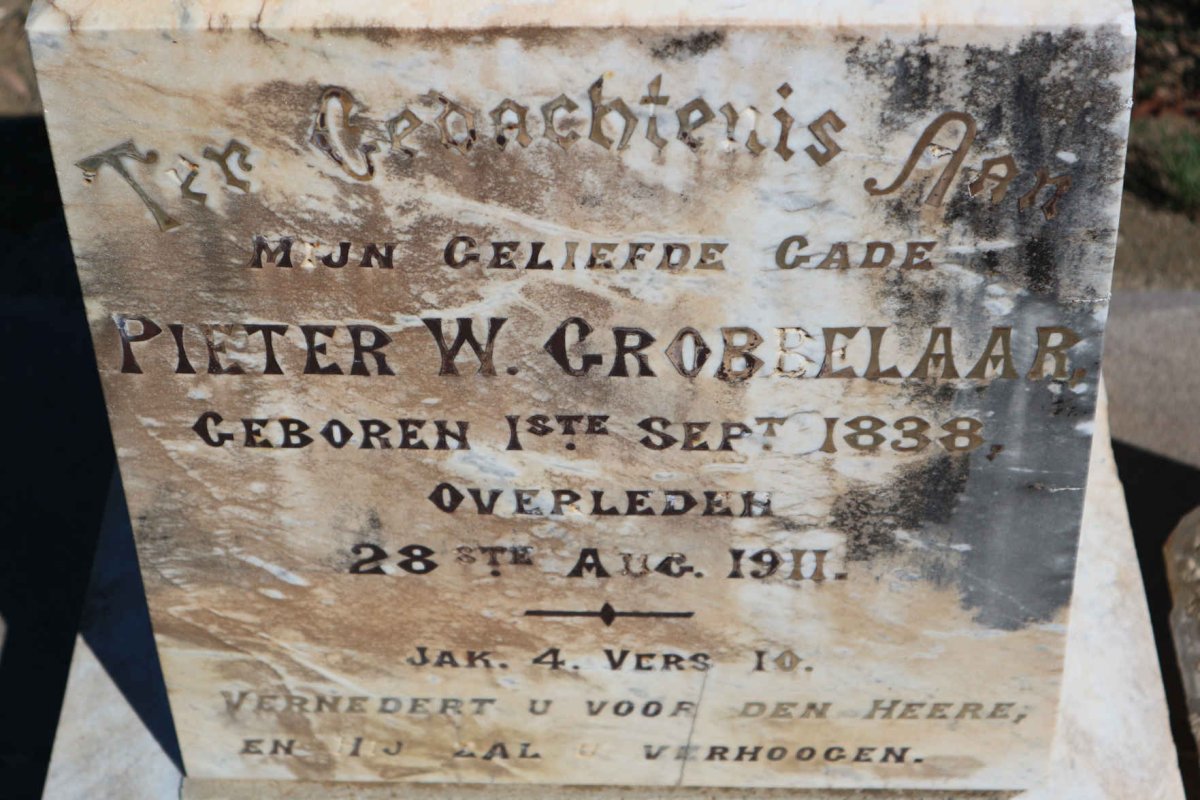 Ter Gedachtenis Aan
MIJN GELIEFDE GADE
PIETER W. GROBBELAAR,
GEBOREN 1STE SEPT 1838,
OVERLEDEN
28STE AUG. 1911.
JAK. 4. VERS 10.
VERNEDERT U VOOR DEN HEERE,
EN HIJ ZAL U VERHOOGEN.